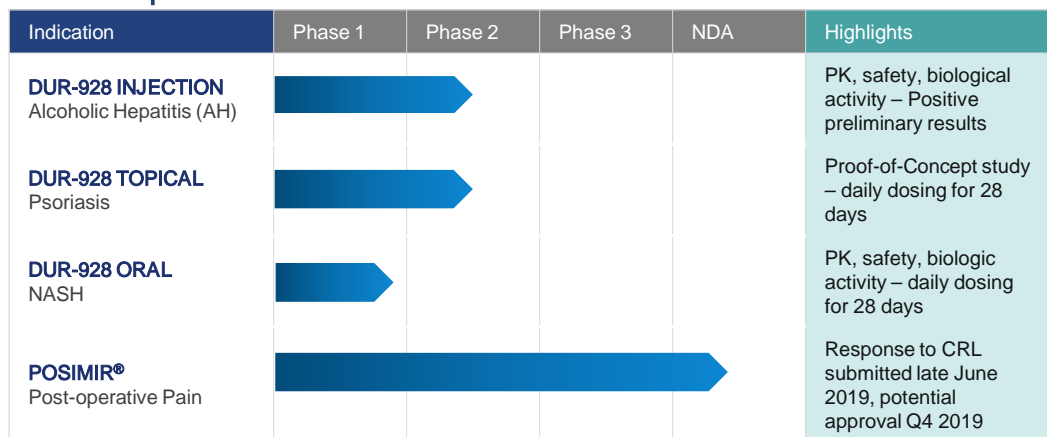 Indication
Phase 1
Phase 2
Phase 3
NDA
Highlights
DUR-928 INJECTION
Alcoholic Hepatitis (AH)
PK, safety, biological
activity – Positive
preliminary results
DUR-928 TOPICAL
Psoriasis
Proof-of-Concept study
– daily dosing for 28
days
DUR-928 ORAL
NASH
PK, safety, biologic
activity – daily dosing
for 28 days
POSIMIR®
Post-operative Pain
Response to CRL
submitted late June
2019, potential
approval Q4 2019